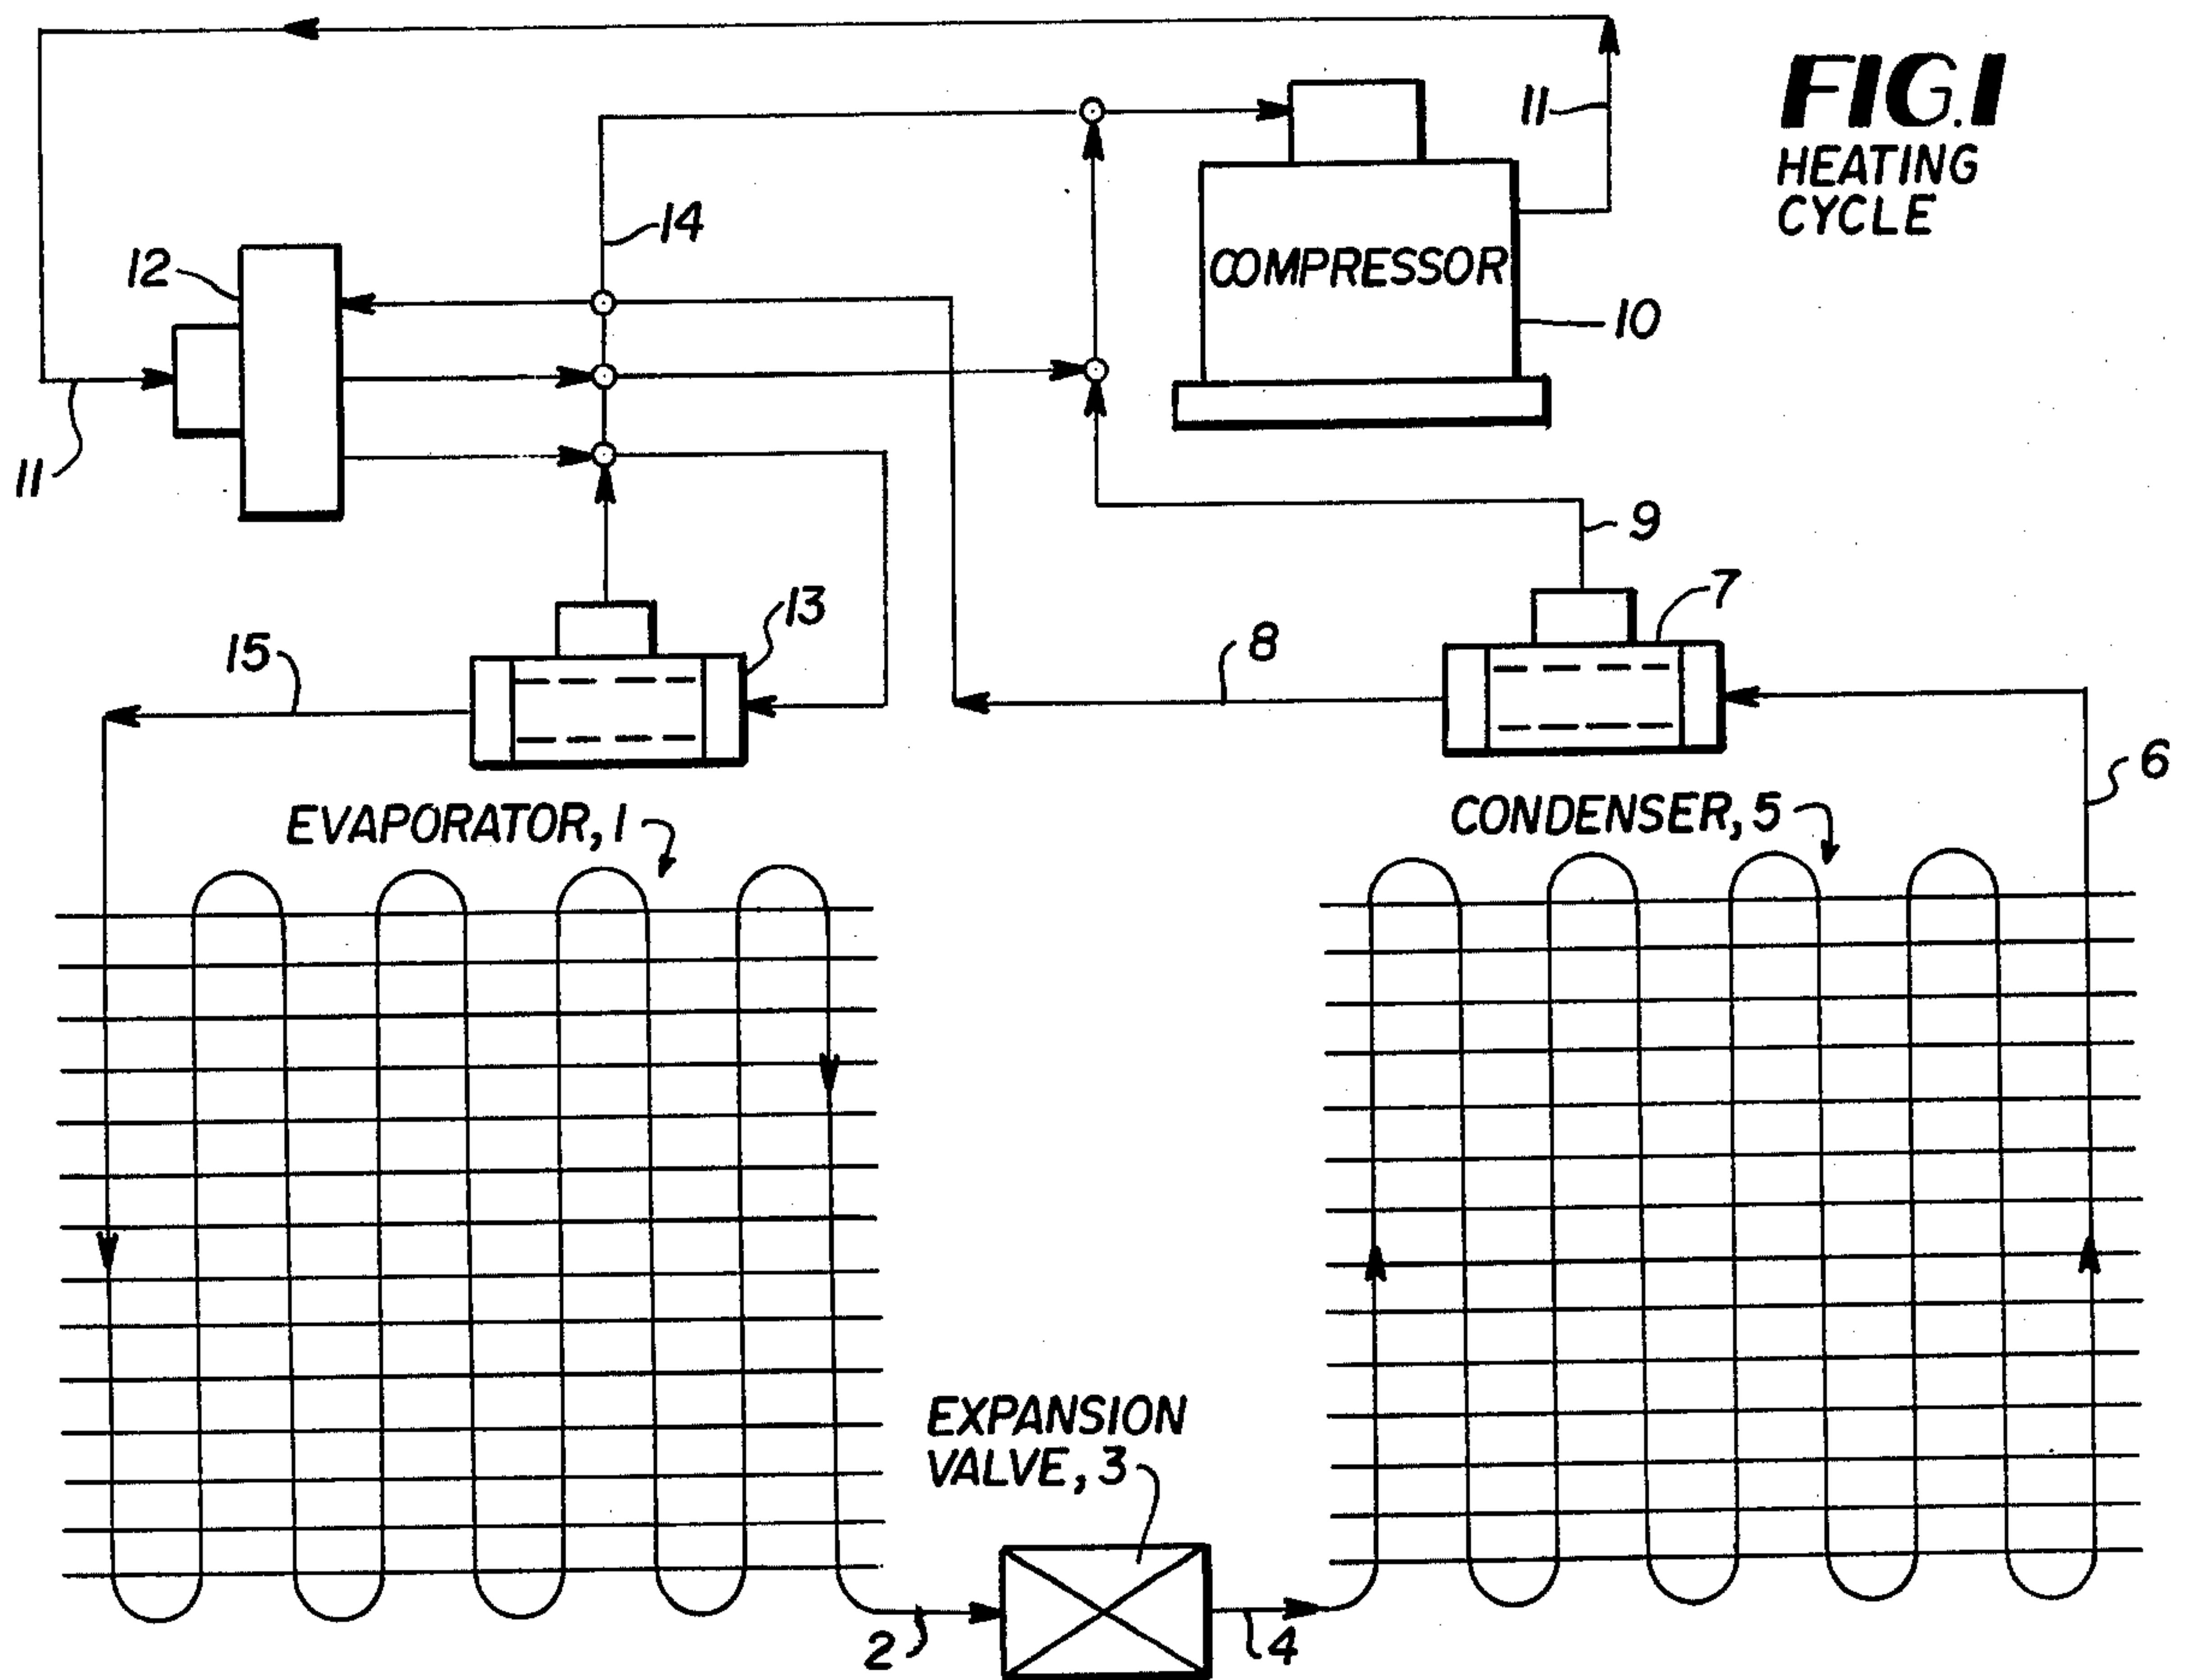 FIG. 1
HEATING
CYCLE
11
14
12
COMPRESSOR
10
11
9
13
7
15
8
6
EVAPORATOR, 1
CONDENSER, 5
EXPANSION
VALVE, 3
2
4